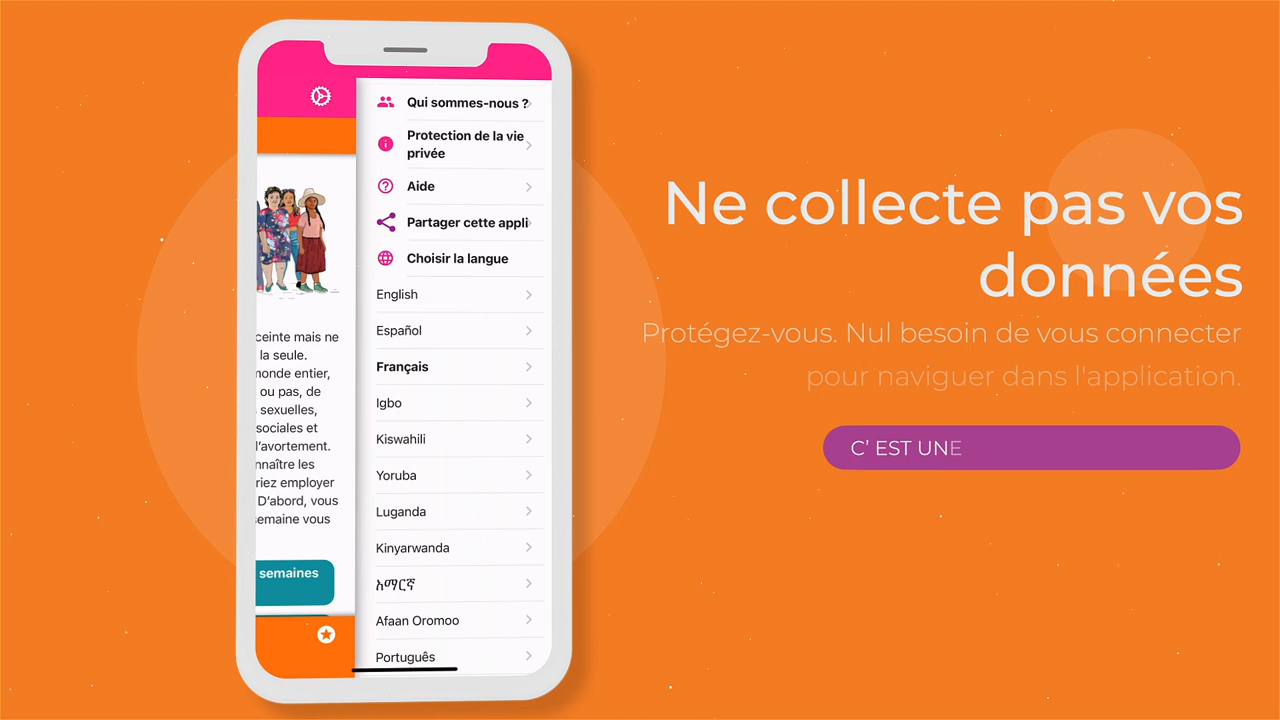 Qui sommes-nous ?
Protection de la vie
privée
Aide
Partager cette appli
Choisir la langue
English
Español
Français
Igbo
Kiswahili
Yoruba
Luganda
Kinyarwanda
አማርኛ
Afaan Oromoo
Português
ceinte mais ne
la seule.
monde entier,
ou pas, de
sexuelles,
sociales et
l'avortement.
nnaître les
riez employer
D'abord, vous
semaine vous
semaines
Ne collecte pas vos
données
Protégez-vous. Nul besoin de vous connecter
pour naviguer dans l'application.
C' EST UNE